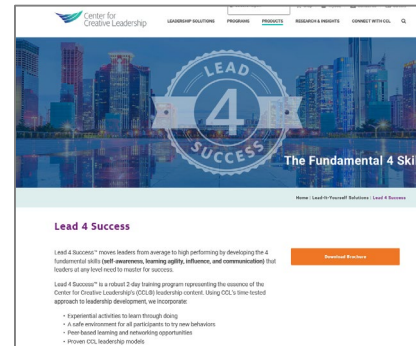 Center for
Creative Leadership
LEADERSHIP SOLUTIONS PROGRAMS PRODUCTS RESEARCH & INSIGHTS CONNECT WITH CCL
LEAD
4
SUCCESS
The Fundamental 4 Ski
Home | Lead-It-Yourself Solutions | Lead 4 Success
Lead 4 Success
Lead 4 Success™ moves leaders from average to high performing by developing the 4
fundamental skills (self-awareness, learning agility, influence, and communication) that
leaders at any level need to master for success.
Download Brochure
Lead 4 Success™ is a robust 2-day training program representing the essence of the
Center for Creative Leadership's (CCL®) leadership content. Using CCL's time-tested
approach to leadership development, we incorporate:
• Experiential activities to learn through doing
• A safe environment for all participants to try new behaviors
• Peer-based learning and networking opportunities
• Proven CCL leadership models